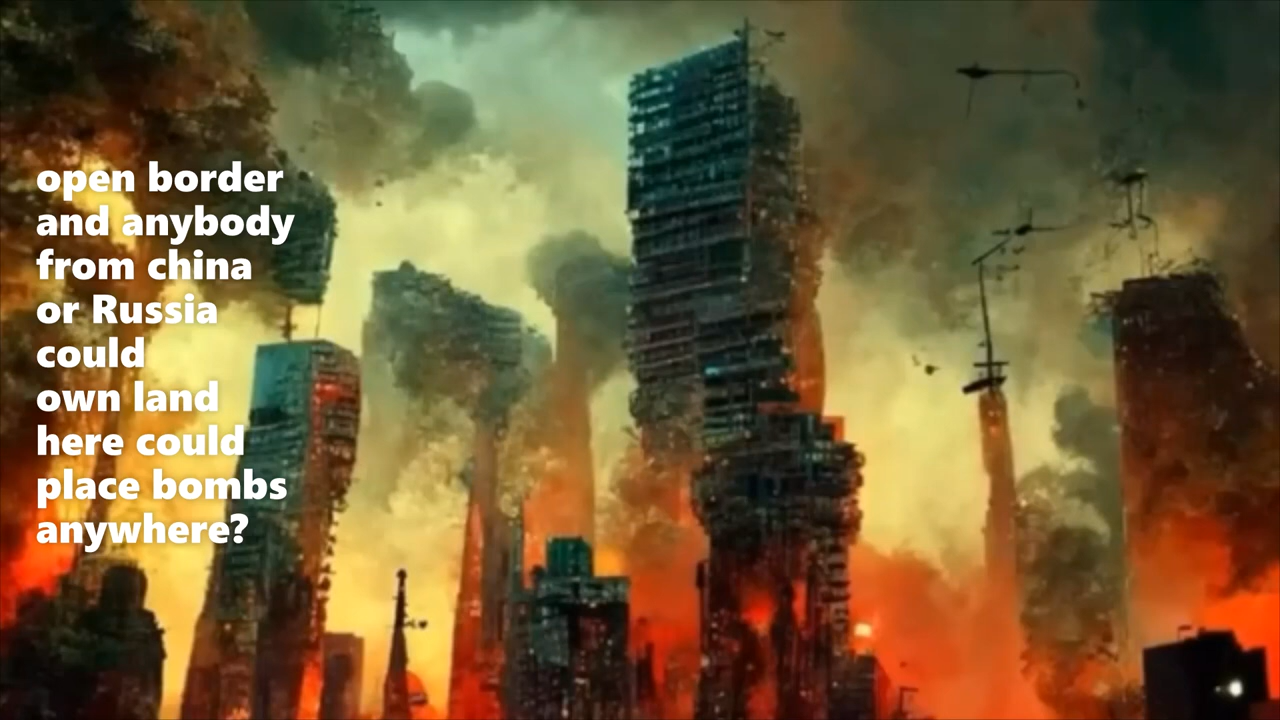 open border
and anybody
from china
or Russia
could
own land
here could
place bombs
anywhere?